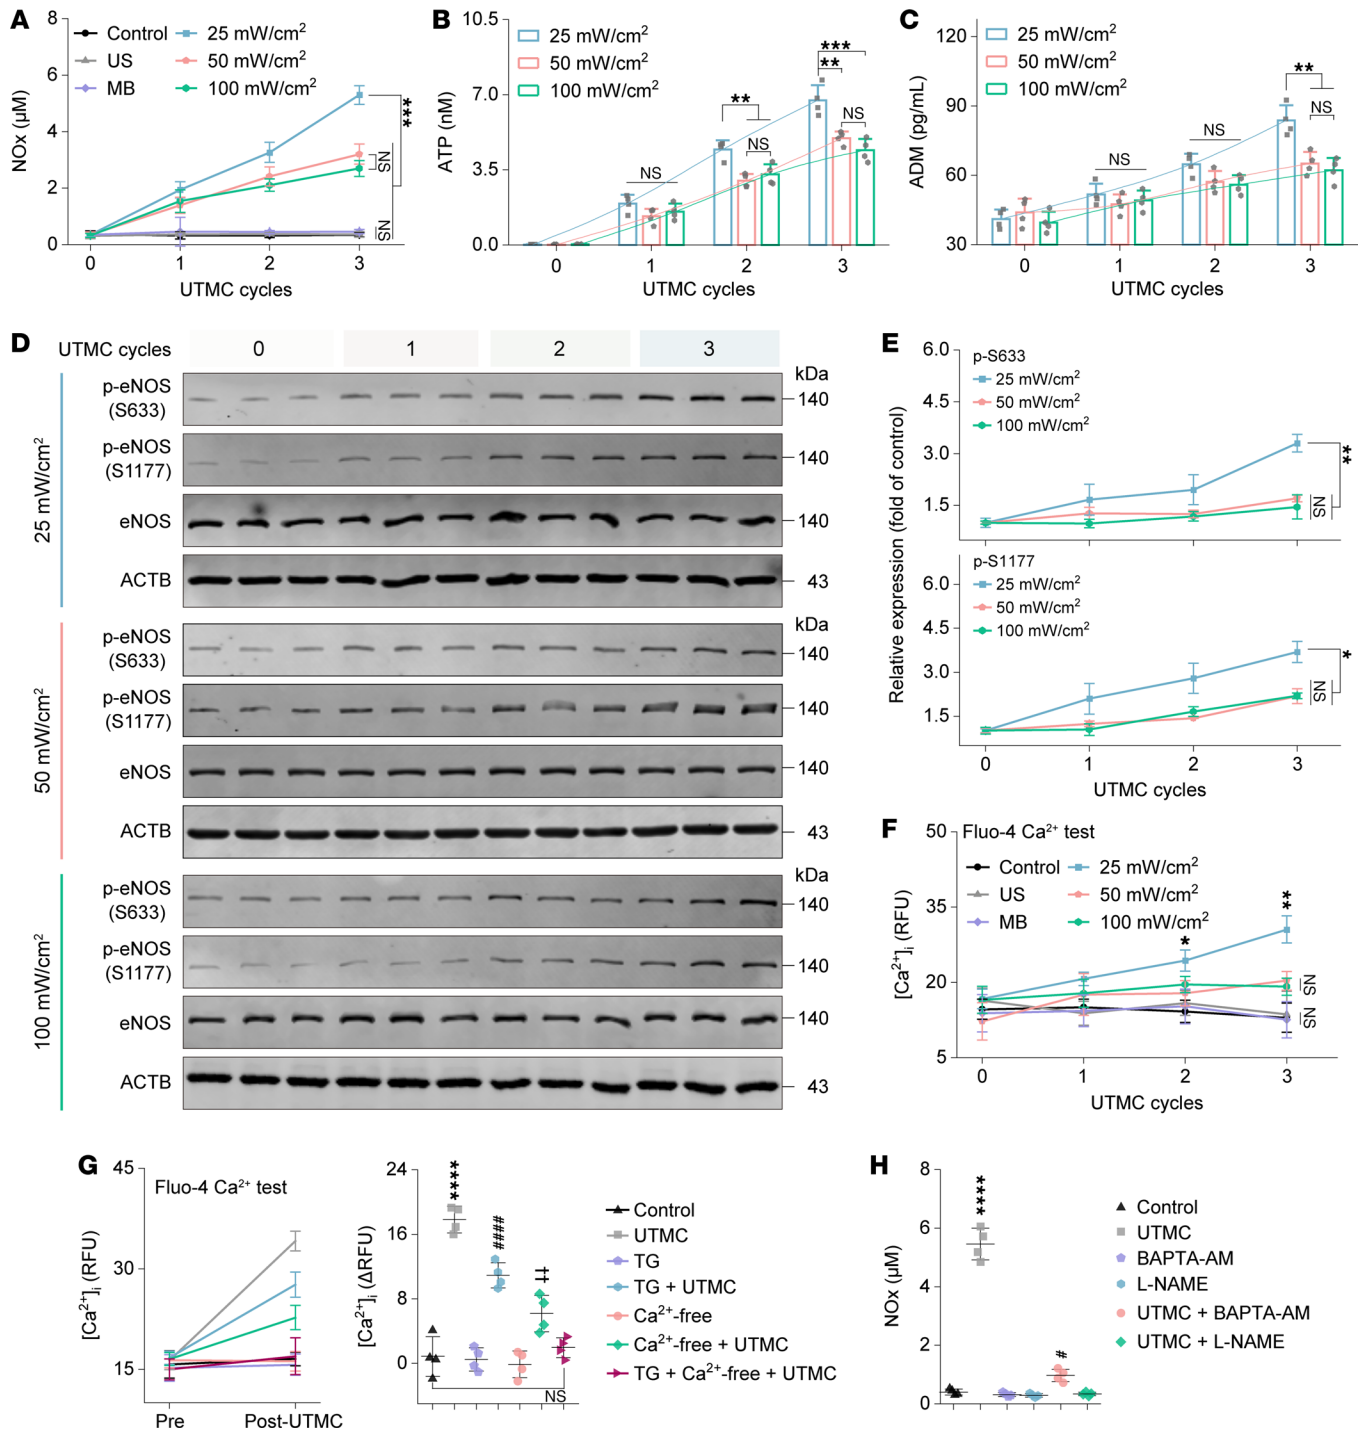 A
8
6
4
2
0
NOx (µM)
Control
US
MB
25 mW/cm²
50 mW/cm²
100 mW/cm²
***
NS
NS
0 1 2 3
UTMC cycles
B
10.5
7.0
3.5
0.0
ATP (nM)
25 mW/cm²
50 mW/cm²
100 mW/cm²
NS
**
NS
***
**
NS
0 1 2 3
UTMC cycles
C
120
90
60
30
ADM (pg/mL)
25 mW/cm²
50 mW/cm²
100 mW/cm²
NS
NS
**
NS
0 1 2 3
UTMC cycles
D
UTMC cycles 0 1 2 3
kDa
25 mW/cm²
p-eNOS
(S633)
140
p-eNOS
(S1177)
140
eNOS
140
ACTB
43
kDa
50 mW/cm²
p-eNOS
(S633)
140
p-eNOS
(S1177)
140
eNOS
140
ACTB
43
kDa
100 mW/cm²
p-eNOS
(S633)
140
p-eNOS
(S1177)
140
eNOS
140
ACTB
43
E
Relative expression (fold of control)
6.0
4.5
3.0
1.5
p-S633
25 mW/cm²
50 mW/cm²
100 mW/cm²
**
NS
p-S1177
6.0
4.5
3.0
1.5
25 mW/cm²
50 mW/cm²
100 mW/cm²
*
NS
0 1 2 3
UTMC cycles
F
50
35
20
5
[Ca²⁺]i (RFU)
Fluo-4 Ca²⁺ test
Control
US
MB
25 mW/cm²
50 mW/cm²
100 mW/cm²
*
**
NS
NS
0 1 2 3
UTMC cycles
G
45
30
15
[Ca²⁺]i (RFU)
Fluo-4 Ca²⁺ test
Pre Post-UTMC
24
16
8
0
[Ca²⁺]i (ΔRFU)
****
####
††
NS
Control
UTMC
TG
TG + UTMC
Ca²⁺-free
Ca²⁺-free + UTMC
TG + Ca²⁺-free + UTMC
H
8
6
4
2
0
NOx (µM)
****
#
Control
UTMC
BAPTA-AM
L-NAME
UTMC + BAPTA-AM
UTMC + L-NAME